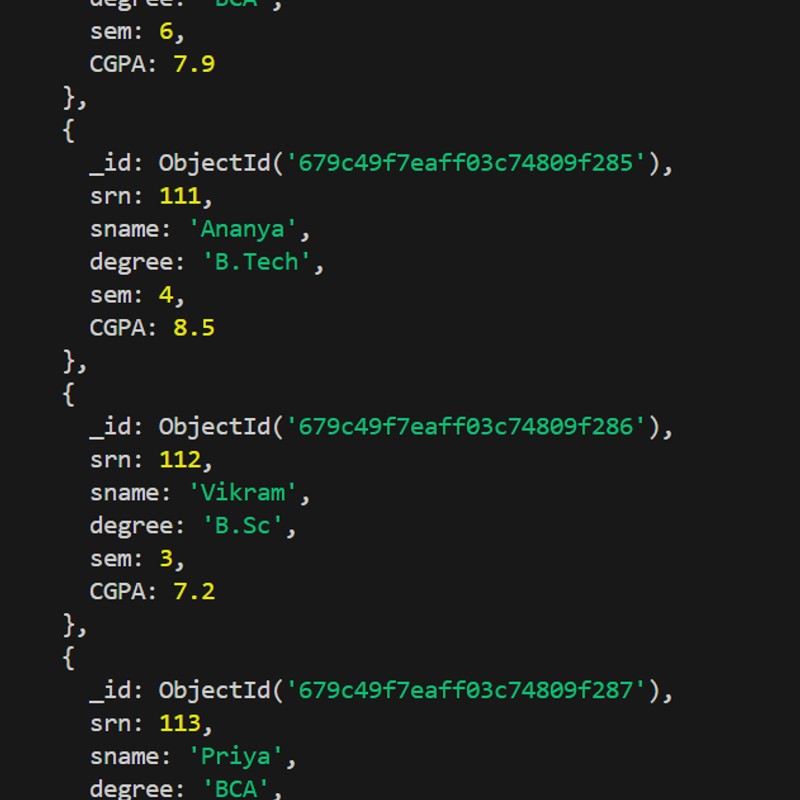 degree: 'BCA',
sem: 6,
CGPA: 7.9
},
{
_id: ObjectId('679c49f7eaff03c74809f285'),
srn: 111,
sname: 'Ananya',
degree: 'B.Tech',
sem: 4,
CGPA: 8.5
},
{
_id: ObjectId('679c49f7eaff03c74809f286'),
srn: 112,
sname: 'Vikram',
degree: 'B.Sc',
sem: 3,
CGPA: 7.2
},
{
_id: ObjectId('679c49f7eaff03c74809f287'),
srn: 113,
sname: 'Priya',
degree: 'BCA',